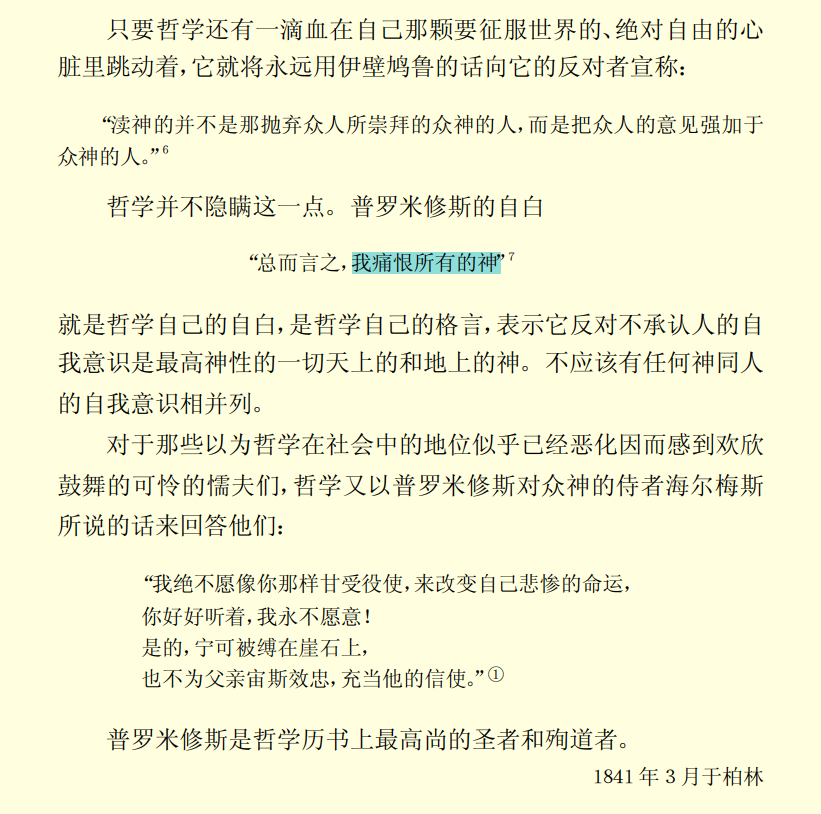 只要哲学还有一滴血在自己那颗要征服世界的、绝对自由的心
脏里跳动着，它就将永远用伊壁鸠鲁的话向它的反对者宣称：
“渎神的并不是那抛弃众人所崇拜的众神的人，而是把众人的意见强加于
众神的人。”6
哲学并不隐瞒这一点。普罗米修斯的自白
“总而言之，我痛恨所有的神”7
就是哲学自己的自白，是哲学自己的格言，表示它反对不承认人的自
我意识是最高神性的一切天上的和地上的神。不应该有任何神同人
的自我意识相并列。
对于那些以为哲学在社会中的地位似乎已经恶化因而感到欢欣
鼓舞的可怜的懦夫们，哲学又以普罗米修斯对众神的侍者海尔梅斯
所说的话来回答他们：
“我绝不愿像你那样甘受役使，来改变自己悲惨的命运，
你好好听着，我永不愿意！
是的，宁可被缚在崖石上，
也不为父亲宙斯效忠，充当他的信使。”①
普罗米修斯是哲学历书上最高尚的圣者和殉道者。
1841 年 3 月于柏林